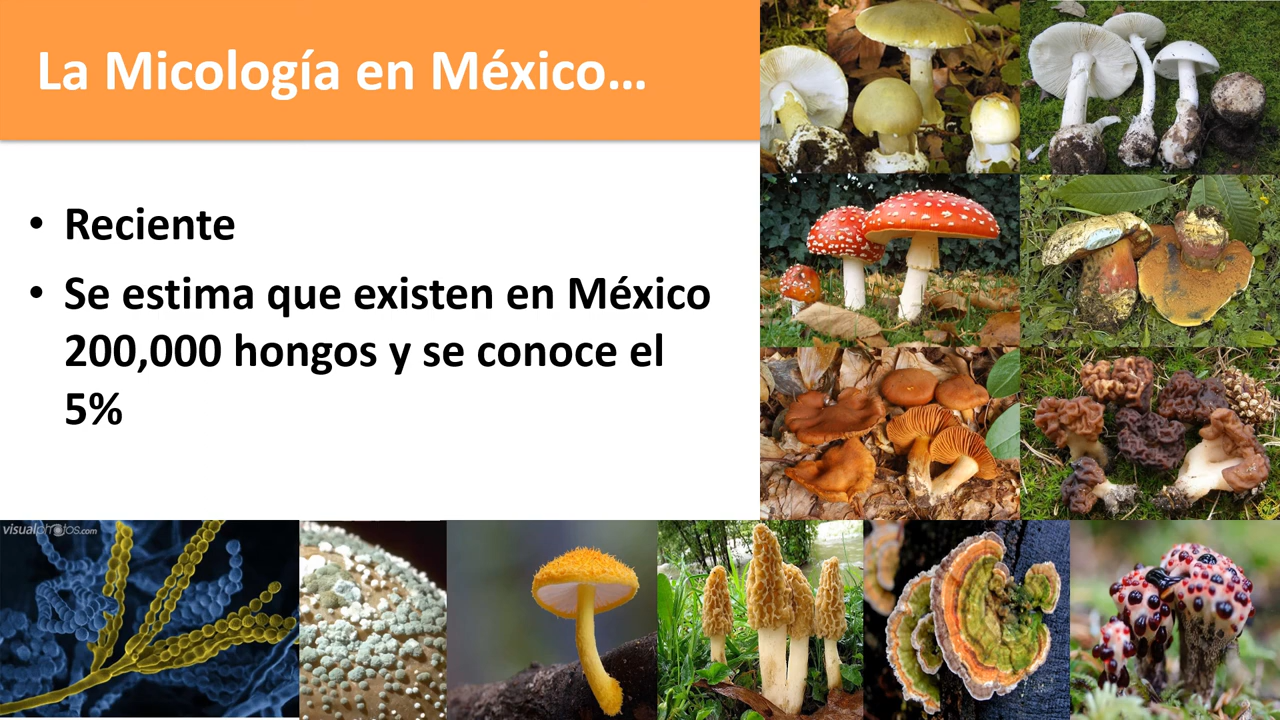 La Micología en México...
• Reciente
• Se estima que existen en México
200,000 hongos y se conoce el
5%
visualphotos.com